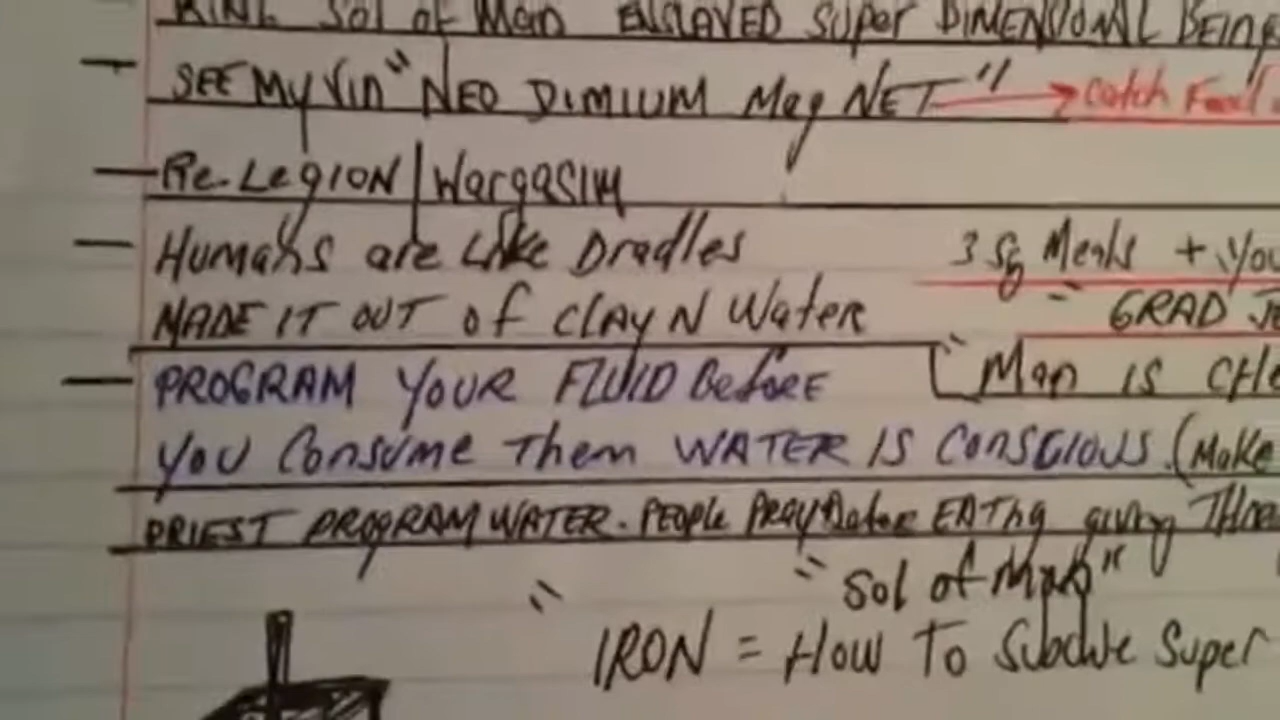 Sol of Man ENSLAVED Super DIMENSIONAL Being
SEE My Vid "NEO DIMIUM Mag NET" catch
Re-Legion | Wargasim
Humans are Like Dradles
3 Sq Meals + You
MADE IT OUT of CLAY N Water
GRAD
"Man IS
PROGRAM YOUR FLUID Before
you Consume Them WATER IS CONSCIOUS. (Make
PRIEST PROGRAM WATER. PEOPLE Pray Before EATing giving
"Sol of Man"
IRON = How To Subdue Super